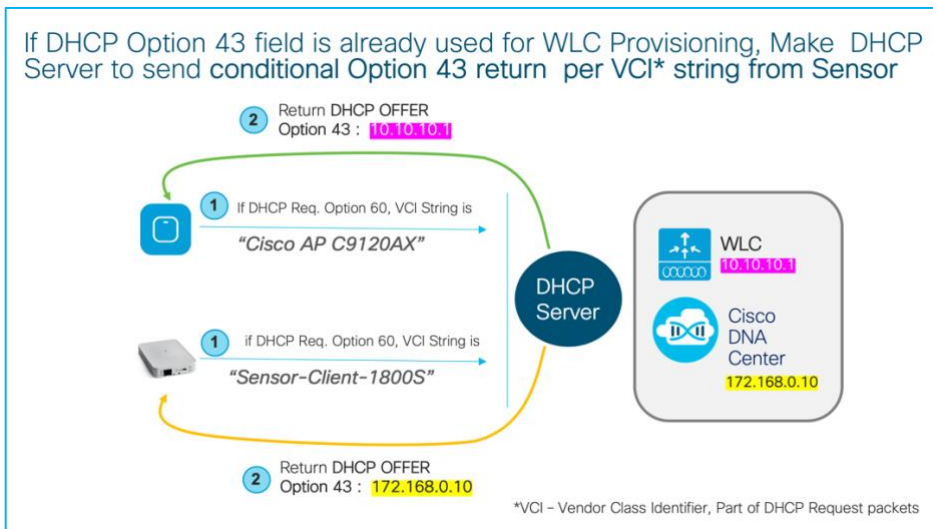 If DHCP Option 43 field is already used for WLC Provisioning, Make DHCP
Server to send conditional Option 43 return per VCI* string from Sensor
2 Return DHCP OFFER
Option 43 : 10.10.10.1
1 If DHCP Req. Option 60, VCI String is
"Cisco AP C9120AX"
DHCP
Server
WLC
10.10.10.1
Cisco
DNA
Center
172.168.0.10
1 if DHCP Req. Option 60, VCI String is
"Sensor-Client-1800S"
2 Return DHCP OFFER
Option 43 : 172.168.0.10
*VCI – Vendor Class Identifier, Part of DHCP Request packets